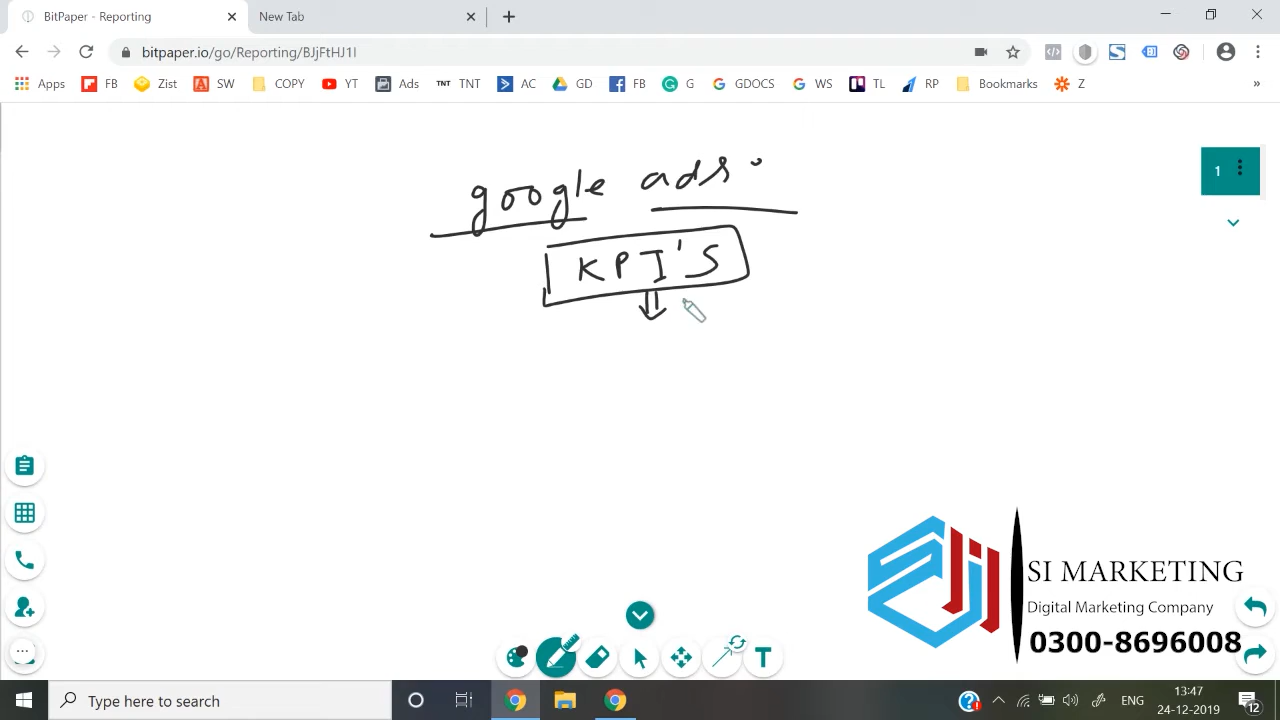 BitPaper - Reporting
New Tab
bitpaper.io/go/Reporting/BJjFtHJ1I
Apps FB Zist SW COPY YT Ads TNT TNT AC GD FB G GDOCS WS TL RP Bookmarks Z »
google ads
KPI'S
1
SI MARKETING
Digital Marketing Company
0300-8696008
T
Type here to search
ENG
13:47
24-12-2019
12